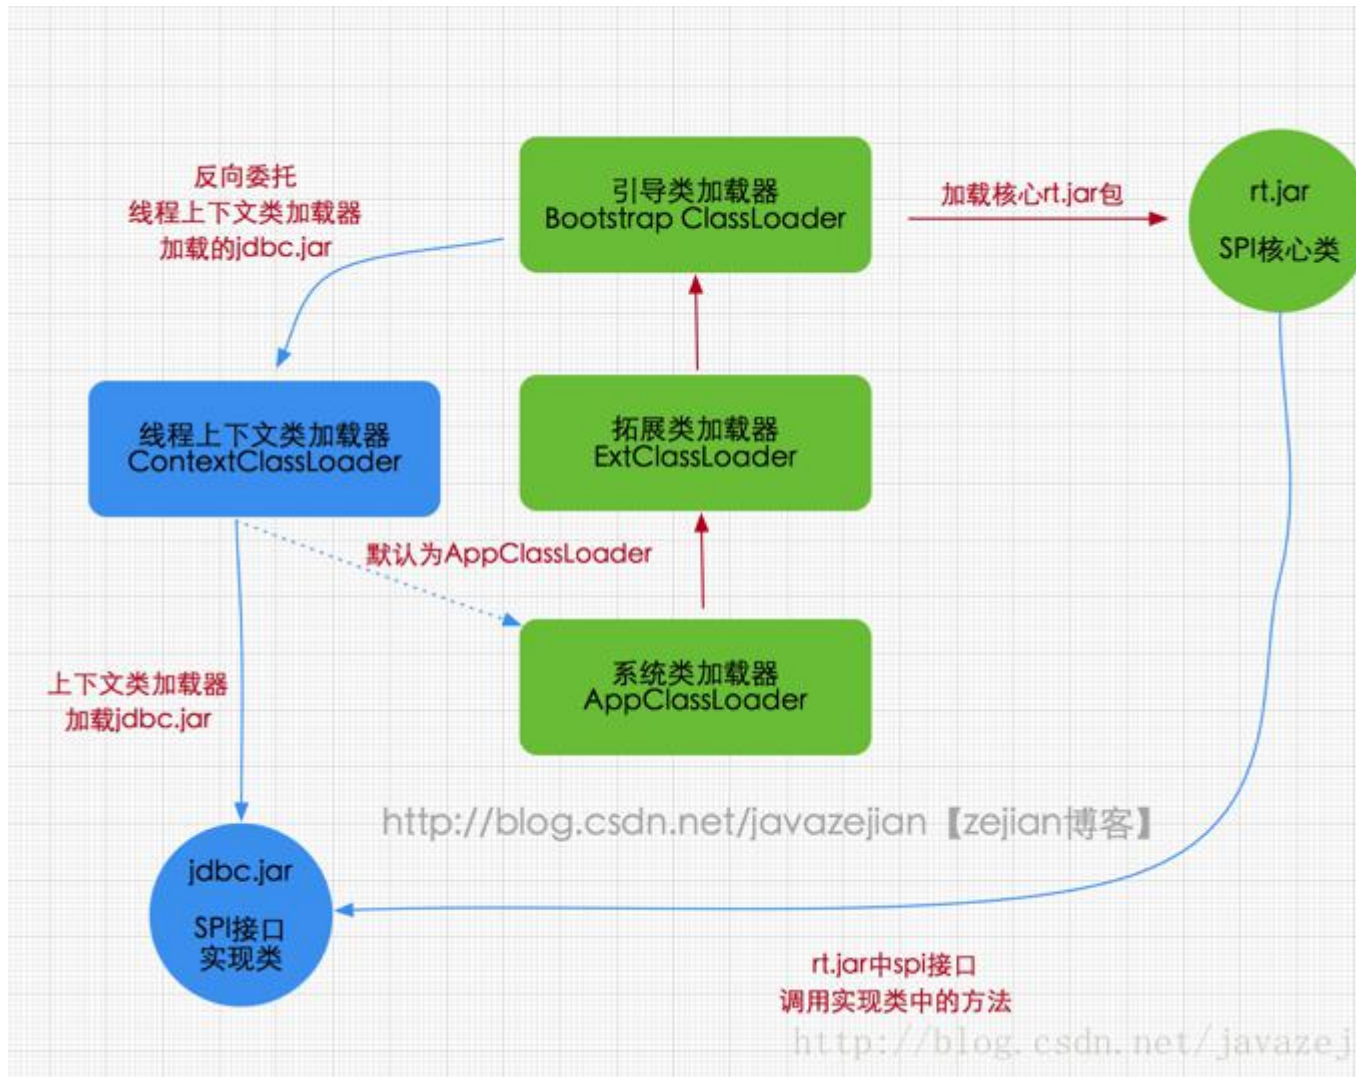 反向委托
线程上下文类加载器
加载的jdbc.jar
引导类加载器
Bootstrap ClassLoader
加载核心rt.jar包
rt.jar
SPI核心类
线程上下文类加载器
ContextClassLoader
拓展类加载器
ExtClassLoader
默认为AppClassLoader
系统类加载器
AppClassLoader
上下文类加载器
加载jdbc.jar
http://blog.csdn.net/javazejian【zejian博客】
jdbc.jar
SPI接口
实现类
rt.jar中spi接口
调用实现类中的方法
http://blog.csdn.net/javazej